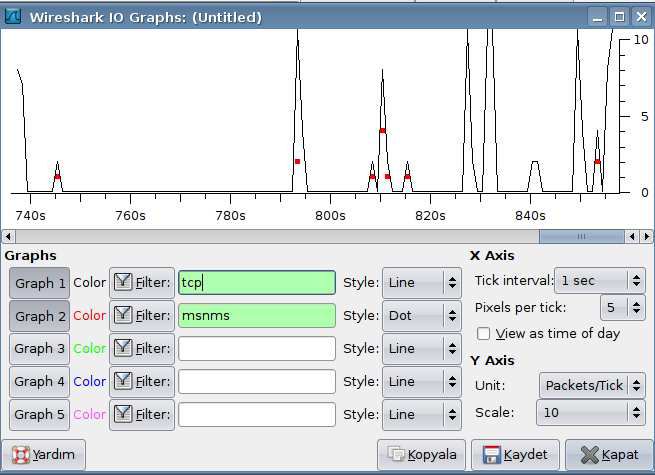 Wireshark IO Graphs: (Untitled)
10
5
0
740s 760s 780s 800s 820s 840s
Graphs
Graph 1 Color Filter: tcp Style: Line
Graph 2 Color Filter: msnms Style: Dot
Graph 3 Color Filter: Style: Line
Graph 4 Color Filter: Style: Line
Graph 5 Color Filter: Style: Line
X Axis
Tick interval: 1 sec
Pixels per tick: 5
View as time of day
Y Axis
Unit: Packets/Tick
Scale: 10
Yardım Kopyala Kaydet Kapat